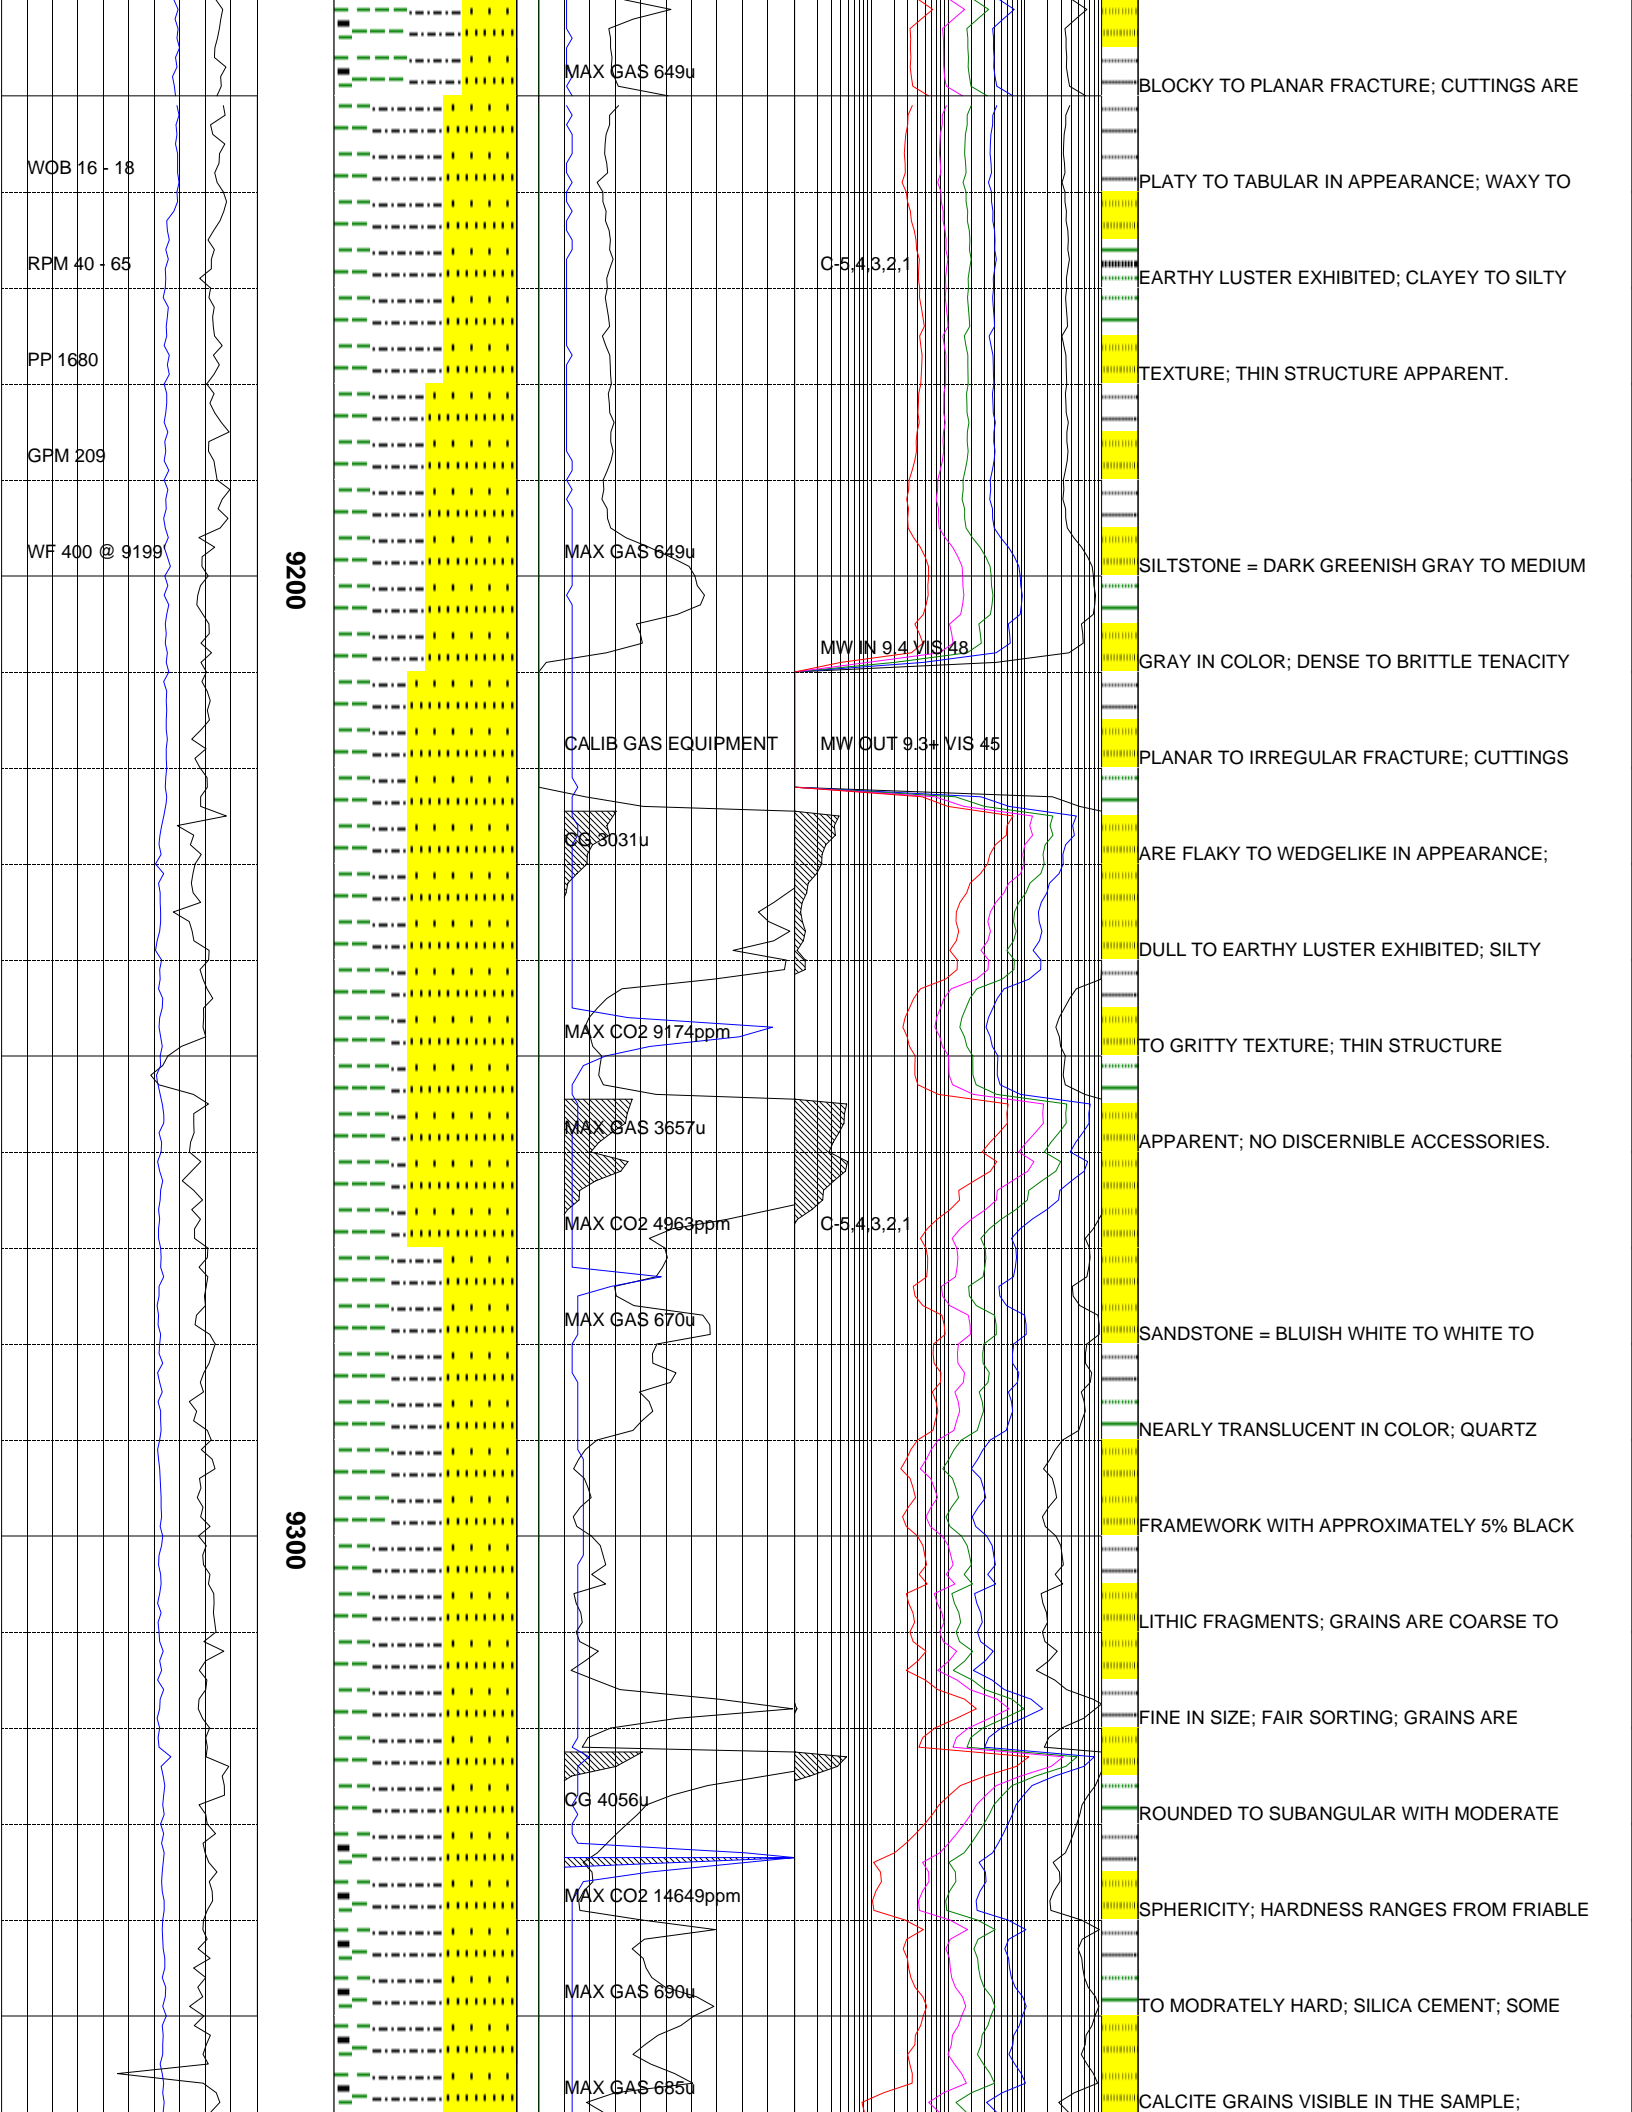 MAX GAS 649u
BLOCKY TO PLANAR FRACTURE; CUTTINGS ARE
WOB 16 - 18
PLATY TO TABULAR IN APPEARANCE; WAXY TO
RPM 40 - 65
C-5,4,3,2,1
EARTHY LUSTER EXHIBITED; CLAYEY TO SILTY
PP 1680
TEXTURE; THIN STRUCTURE APPARENT.
GPM 209
WF 400 @ 9199
9200
MAX GAS 649u
SILTSTONE = DARK GREENISH GRAY TO MEDIUM
MW IN 9.4 VIS 48
GRAY IN COLOR; DENSE TO BRITTLE TENACITY
CALIB GAS EQUIPMENT
MW OUT 9.3+ VIS 45
PLANAR TO IRREGULAR FRACTURE; CUTTINGS
CG 3031u
ARE FLAKY TO WEDGELIKE IN APPEARANCE;
DULL TO EARTHY LUSTER EXHIBITED; SILTY
MAX CO2 9174ppm
TO GRITTY TEXTURE; THIN STRUCTURE
MAX GAS 3657u
APPARENT; NO DISCERNIBLE ACCESSORIES.
MAX CO2 4963ppm
C-5,4,3,2,1
MAX GAS 670u
SANDSTONE = BLUISH WHITE TO WHITE TO
NEARLY TRANSLUCENT IN COLOR; QUARTZ
9300
FRAMEWORK WITH APPROXIMATELY 5% BLACK
LITHIC FRAGMENTS; GRAINS ARE COARSE TO
FINE IN SIZE; FAIR SORTING; GRAINS ARE
CG 4056u
ROUNDED TO SUBANGULAR WITH MODERATE
MAX CO2 14649ppm
SPHERICITY; HARDNESS RANGES FROM FRIABLE
MAX GAS 690u
TO MODRATELY HARD; SILICA CEMENT; SOME
MAX GAS 685u
CALCITE GRAINS VISIBLE IN THE SAMPLE;